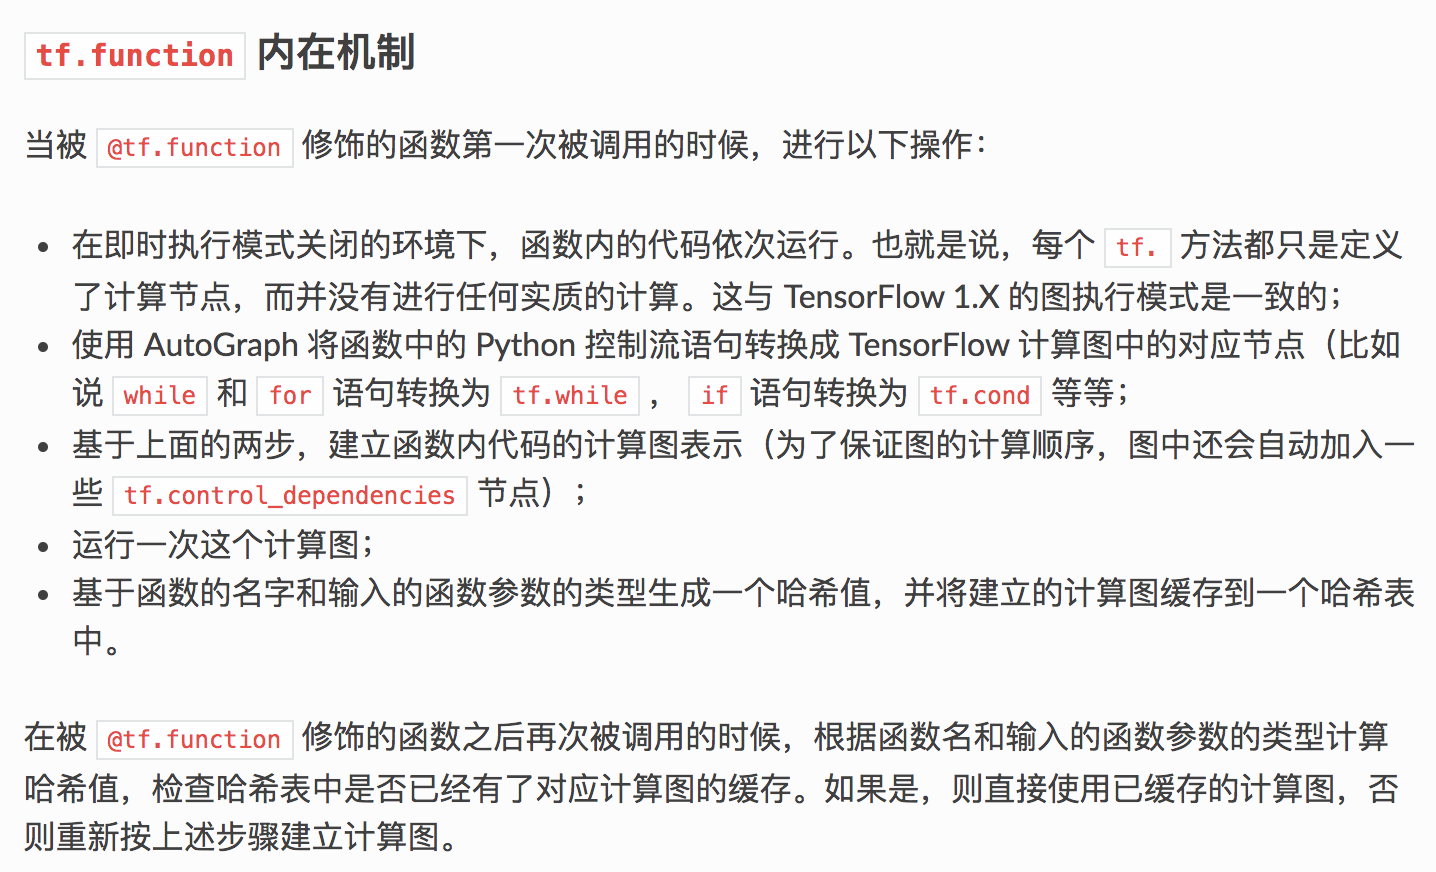 tf.function 内在机制
当被 @tf.function 修饰的函数第一次被调用的时候，进行以下操作：
在即时执行模式关闭的环境下，函数内的代码依次运行。也就是说，每个 tf. 方法都只是定义
了计算节点，而并没有进行任何实质的计算。这与 TensorFlow 1.X 的图执行模式是一致的；
使用 AutoGraph 将函数中的 Python 控制流语句转换成 TensorFlow 计算图中的对应节点（比如
说 while 和 for 语句转换为 tf.while ， if 语句转换为 tf.cond 等等；
基于上面的两步，建立函数内代码的计算图表示（为了保证图的计算顺序，图中还会自动加入一
些 tf.control_dependencies 节点）；
运行一次这个计算图；
基于函数的名字和输入的函数参数的类型生成一个哈希值，并将建立的计算图缓存到一个哈希表
中。
在被 @tf.function 修饰的函数之后再次被调用的时候，根据函数名和输入的函数参数的类型计算
哈希值，检查哈希表中是否已经有了对应计算图的缓存。如果是，则直接使用已缓存的计算图，否
则重新按上述步骤建立计算图。